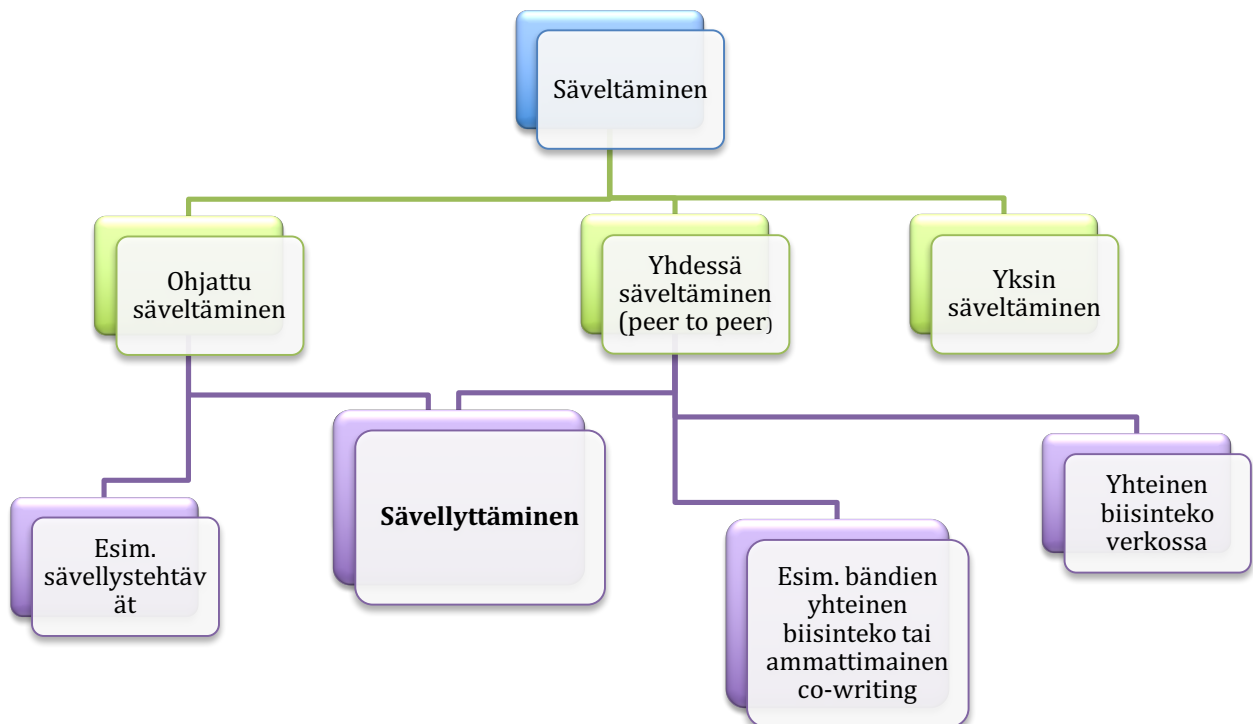 Säveltäminen
Ohjattu
säveltäminen
Yhdessä
säveltäminen
(peer to peer)
Yksin
säveltäminen
Esim.
sävellystehtäv
ät
Sävellyttäminen
Esim. bändien
yhteinen
biisinteko tai
ammattimainen
co-writing
Yhteinen
biisinteko
verkossa